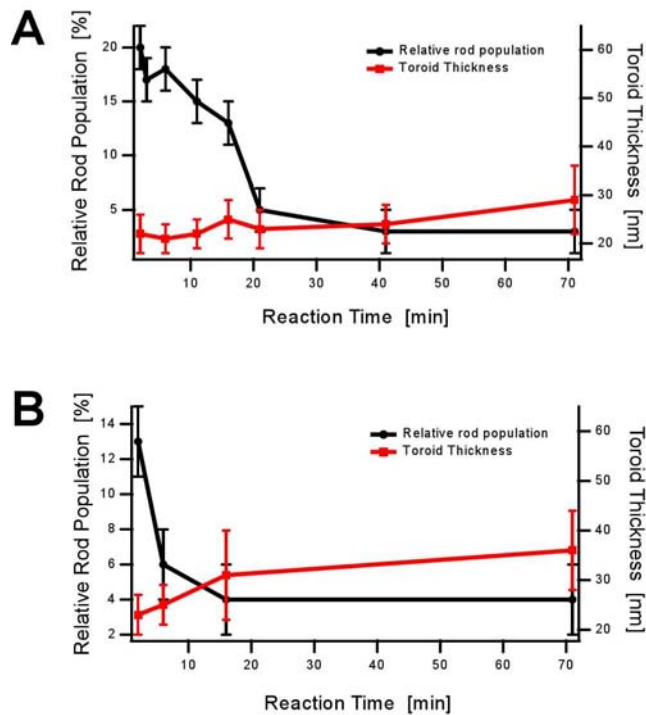 A
Relative Rod Population [%]
20
15
10
5
Relative rod population
Toroid Thickness
60
50
40
30
20
Toroid Thickness [nm]
10 20 30 40 50 60 70
Reaction Time [min]
B
Relative Rod Population [%]
14
12
10
8
6
4
2
Relative rod population
Toroid Thickness
60
50
40
30
20
Toroid Thickness [nm]
10 20 30 40 50 60 70
Reaction Time [min]